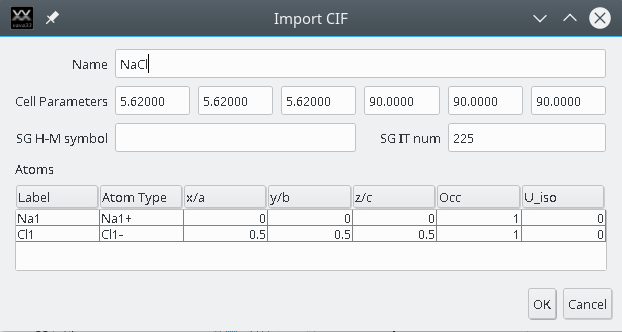 Import CIF
Name NaCl
Cell Parameters 5.62000 5.62000 5.62000 90.0000 90.0000 90.0000
SG H-M symbol SG IT num 225
Atoms
Label Atom Type x/a y/b z/c Occ U_iso
Na1 Na1+ 0 0 0 1 0
Cl1 Cl1- 0.5 0.5 0.5 1 0
OK Cancel